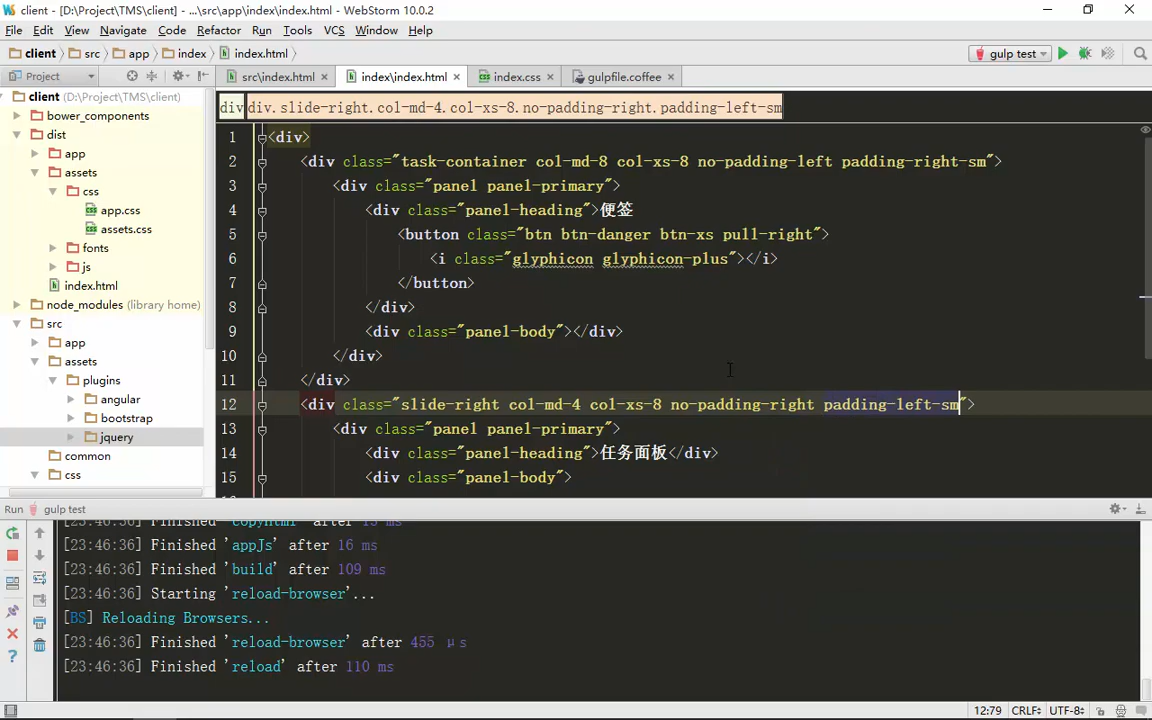 client - [D:\Project\TMS\client] - ...\src\app\index\index.html - WebStorm 10.0.2
File Edit View Navigate Code Refactor Run Tools VCS Window Help
client src app index index.html gulp test
Project src\index.html index\index.html index.css gulpfile.coffee
client (D:\Project\TMS\client)
bower_components
dist
app
assets
css
app.css
assets.css
fonts
js
index.html
node_modules (library home)
src
app
assets
plugins
angular
bootstrap
jquery
common
css
div div.slide-right.col-md-4.col-xs-8.no-padding-right.padding-left-sm
1 <div>
2 <div class="task-container col-md-8 col-xs-8 no-padding-left padding-right-sm">
3 <div class="panel panel-primary">
4 <div class="panel-heading">便签
5 <button class="btn btn-danger btn-xs pull-right">
6 <i class="glyphicon glyphicon-plus"></i>
7 </button>
8 </div>
9 <div class="panel-body"></div>
10 </div>
11 </div>
12 <div class="slide-right col-md-4 col-xs-8 no-padding-right padding-left-sm">
13 <div class="panel panel-primary">
14 <div class="panel-heading">任务面板</div>
15 <div class="panel-body">
Run gulp test
[23:46:36] Finished 'copyHtml' after 15 ms
[23:46:36] Finished 'appJs' after 16 ms
[23:46:36] Finished 'build' after 109 ms
[23:46:36] Starting 'reload-browser'...
[BS] Reloading Browsers...
[23:46:36] Finished 'reload-browser' after 455 μs
[23:46:36] Finished 'reload' after 110 ms
12:79 CRLF UTF-8